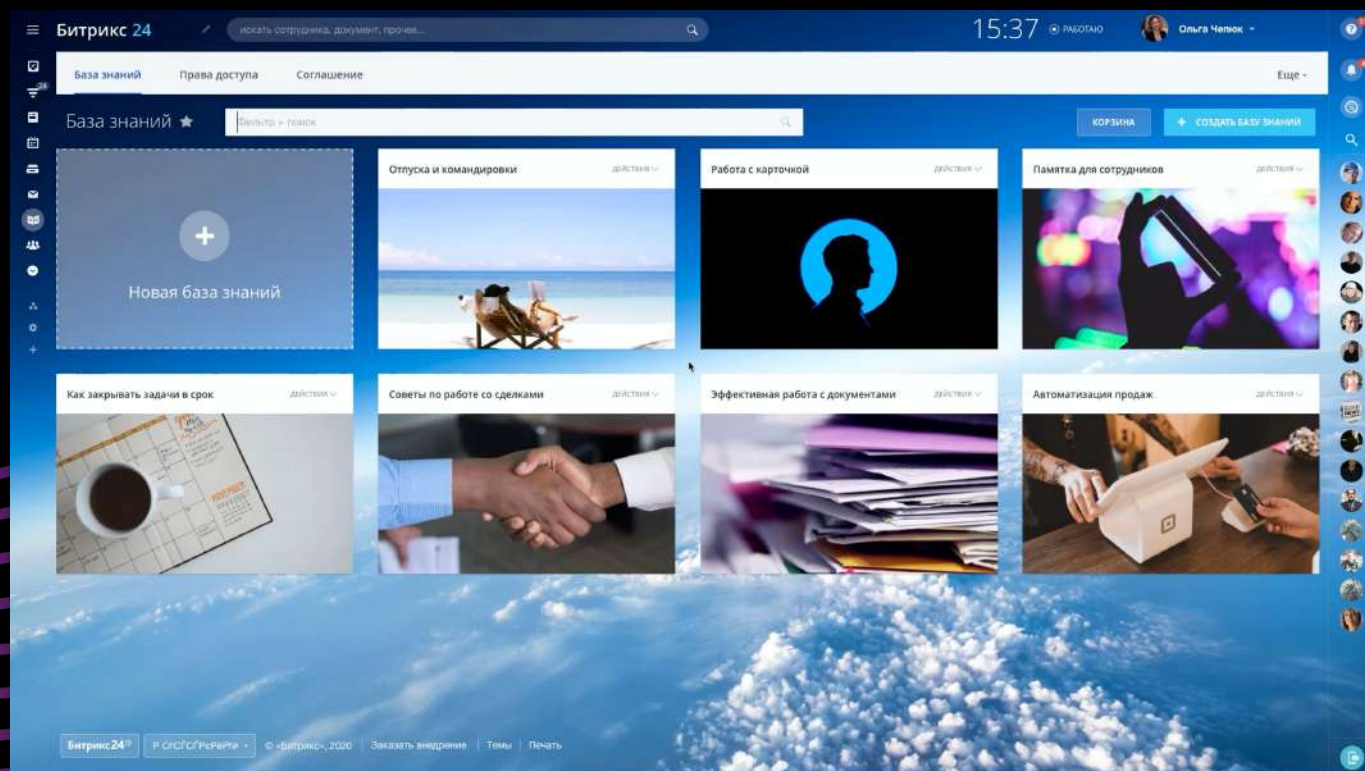 Битрикс 24
искать сотрудника, документ, прочее...
15:37
РАБОТАЮ
Ольга Чепюк
24
База знаний
Права доступа
Соглашение
Еще
База знаний
Фильтр + поиск
КОРЗИНА
+ СОЗДАТЬ БАЗУ ЗНАНИЙ
Новая база знаний
Отпуска и командировки
действия
Работа с карточкой
действия
Памятка для сотрудников
действия
Как закрывать задачи в срок
действия
Советы по работе со сделками
действия
Эффективная работа с документами
действия
Автоматизация продаж
действия
Битрикс24
© «Битрикс», 2020
Заказать внедрение
Темы
Печать